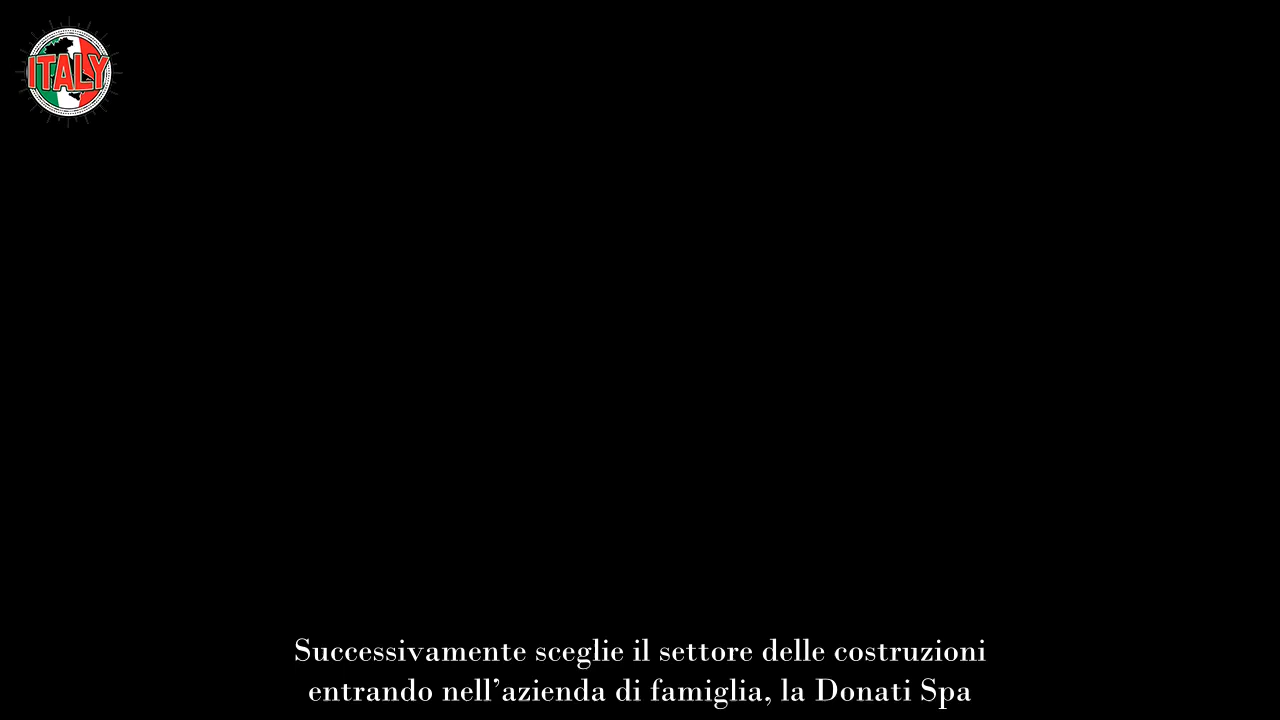 ITALY
Successivamente sceglie il settore delle costruzioni
entrando nell’azienda di famiglia, la Donati Spa